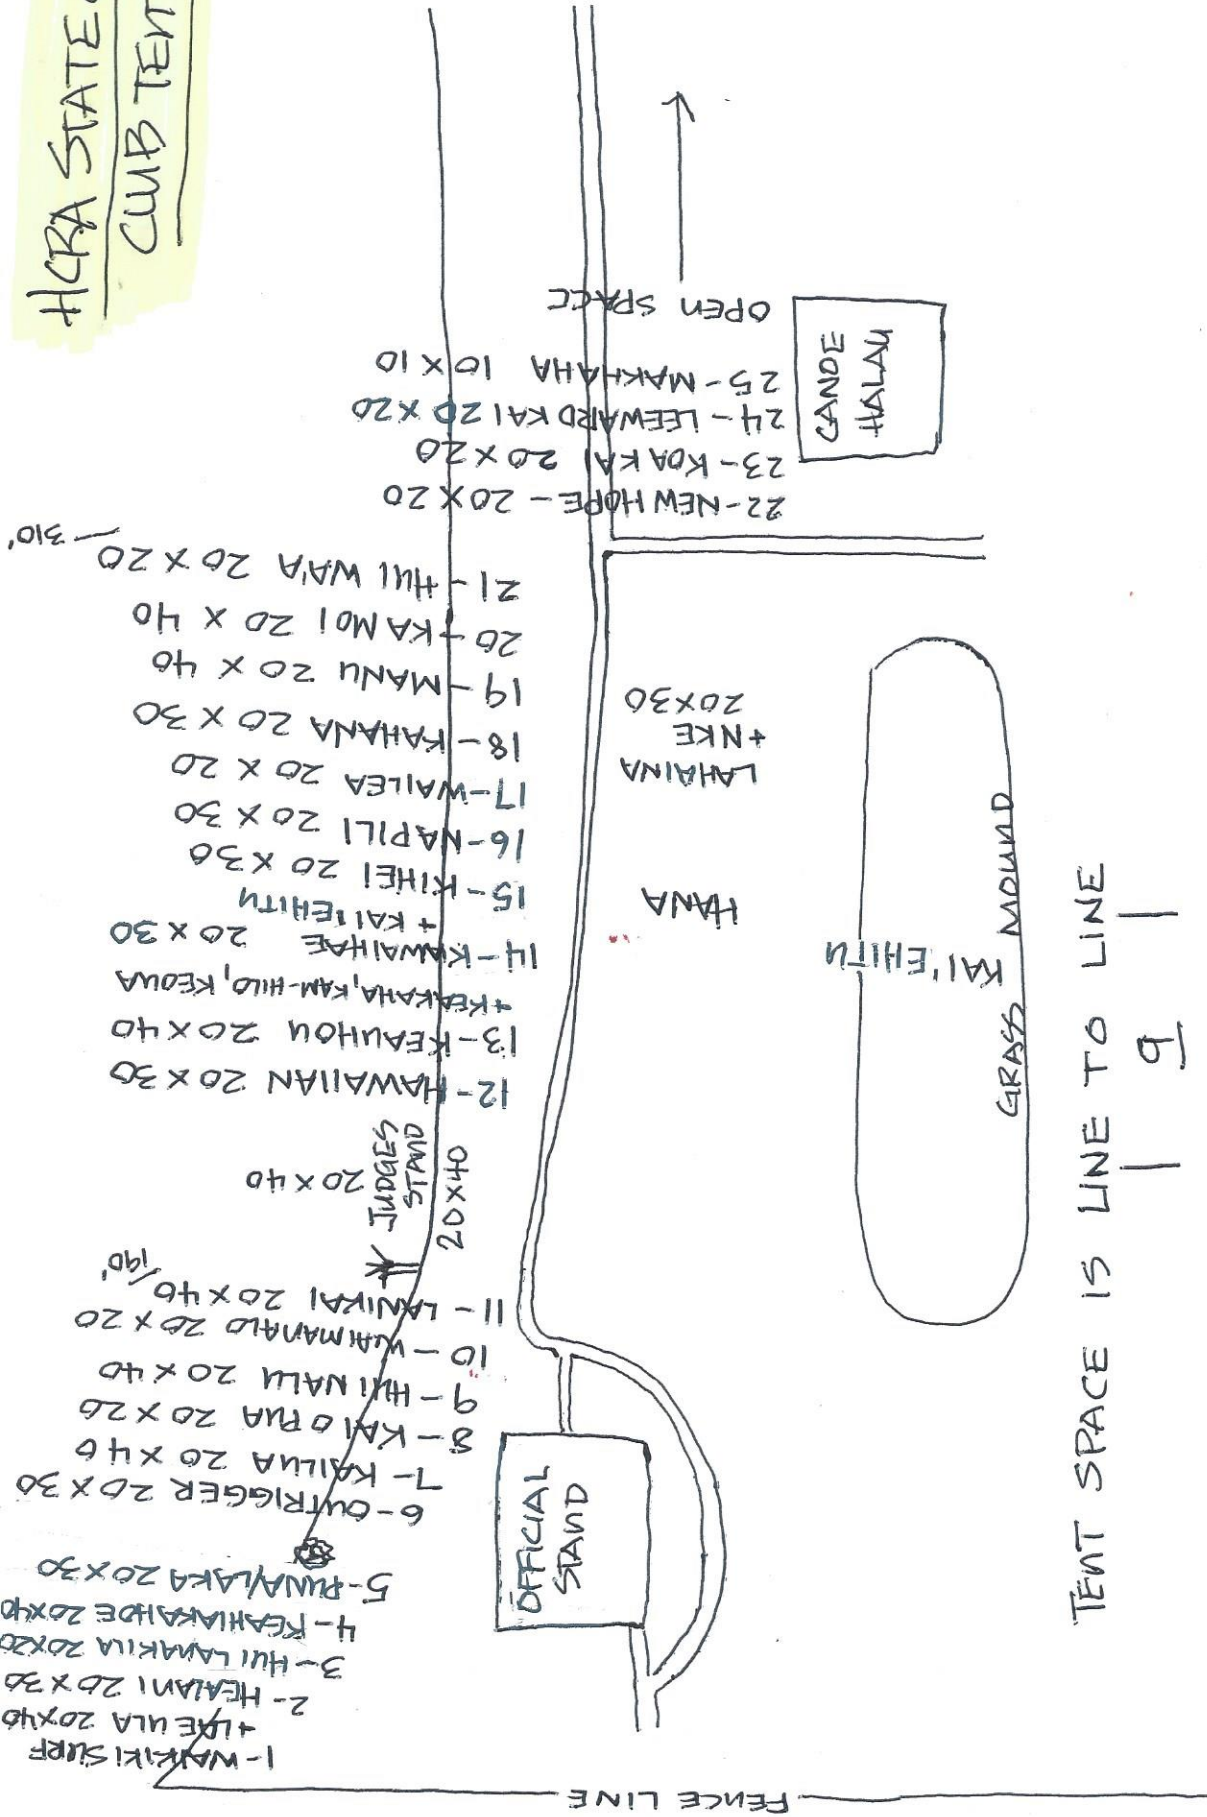 HCRA STATE
CLUB TENT
1-WAIKIKI SURF
+LAE ULA 20X40
2-HEALANI 20X30
3-HUI LANAKILA 20X20
4-KEAHIAKAHOE 20X40
5-PUNA/LAKA 20X30
6-OUTRIGGER 20X30
7-KAILUA 20X40
8-KAI OPUA 20X20
9-HUI NALU 20X40
10-WAIMANALO 20X20
11-LANIKAI 20X40
190'
JUDGES
STAND
20X40
20X40
12-HAWAIIAN 20X30
13-KEAUHOU 20X40
+KEAKAHA, KAM-HILO, KEOUA
14-KAWAIHAE 20X30
+KAI'EHITU
15-KIHEI 20X30
16-NAPILI 20X30
17-WAILEA 20X20
18-KAHANA 20X30
19-MANU 20X40
20-KAMOI 20X40
21-HUI WA'A 20X20
310'
22-NEW HOPE-20X20
23-KOA KAI 20X20
24-LEEWARD KAI 20X20
25-MAKHAHA 10X10
OPEN SPACE
CANOE
HALAU
LAHAINA
+NKE
20X30
HANA
KAI'EHITU
GRASS MOUND
OFFICIAL
STAND
FENCE LINE
TENT SPACE IS LINE TO LINE
| 9 |